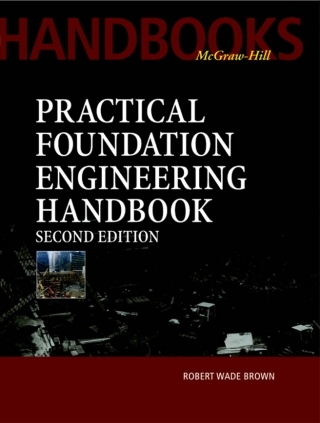 HANDBOOKS
McGraw-Hill
PRACTICAL
FOUNDATION
ENGINEERING
HANDBOOK
SECOND EDITION
ROBERT WADE BROWN